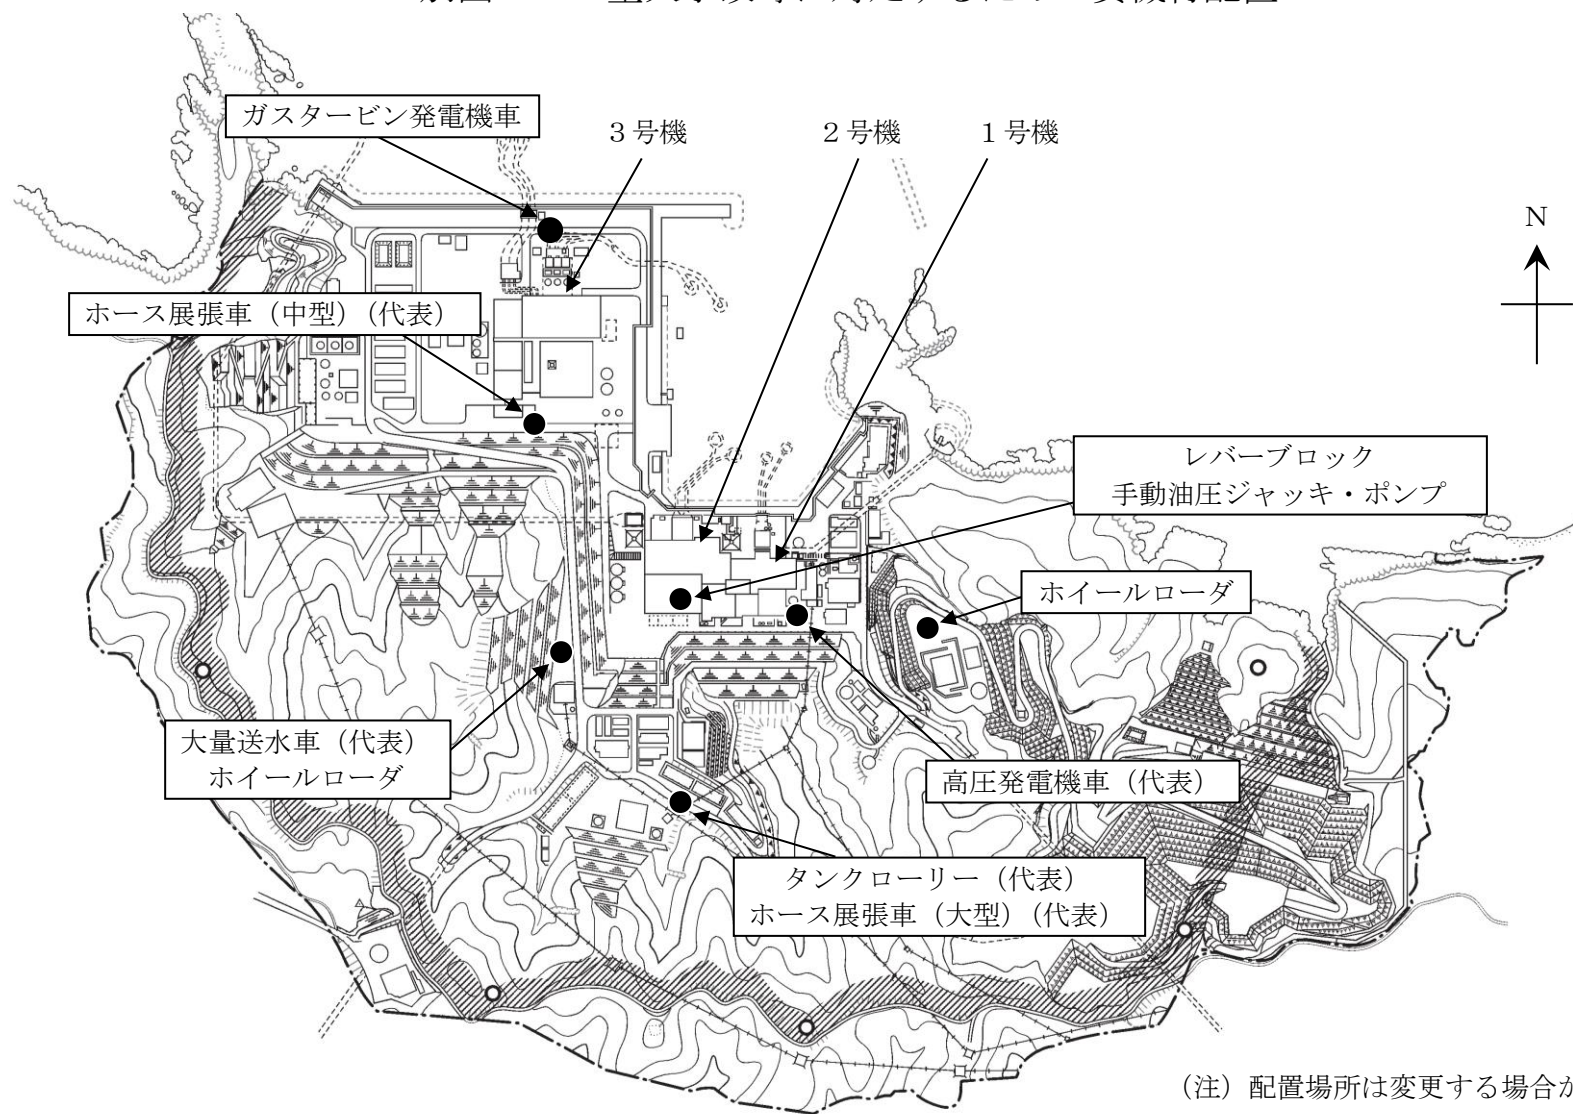 ガスタービン発電機車
３号機
２号機
１号機
N
ホース展張車（中型）（代表）
レバーブロック
手動油圧ジャッキ・ポンプ
ホイールローダ
大量送水車（代表）
ホイールローダ
高圧発電機車（代表）
タンクローリー（代表）
ホース展張車（大型）（代表）
（注）配置場所は変更する場合が